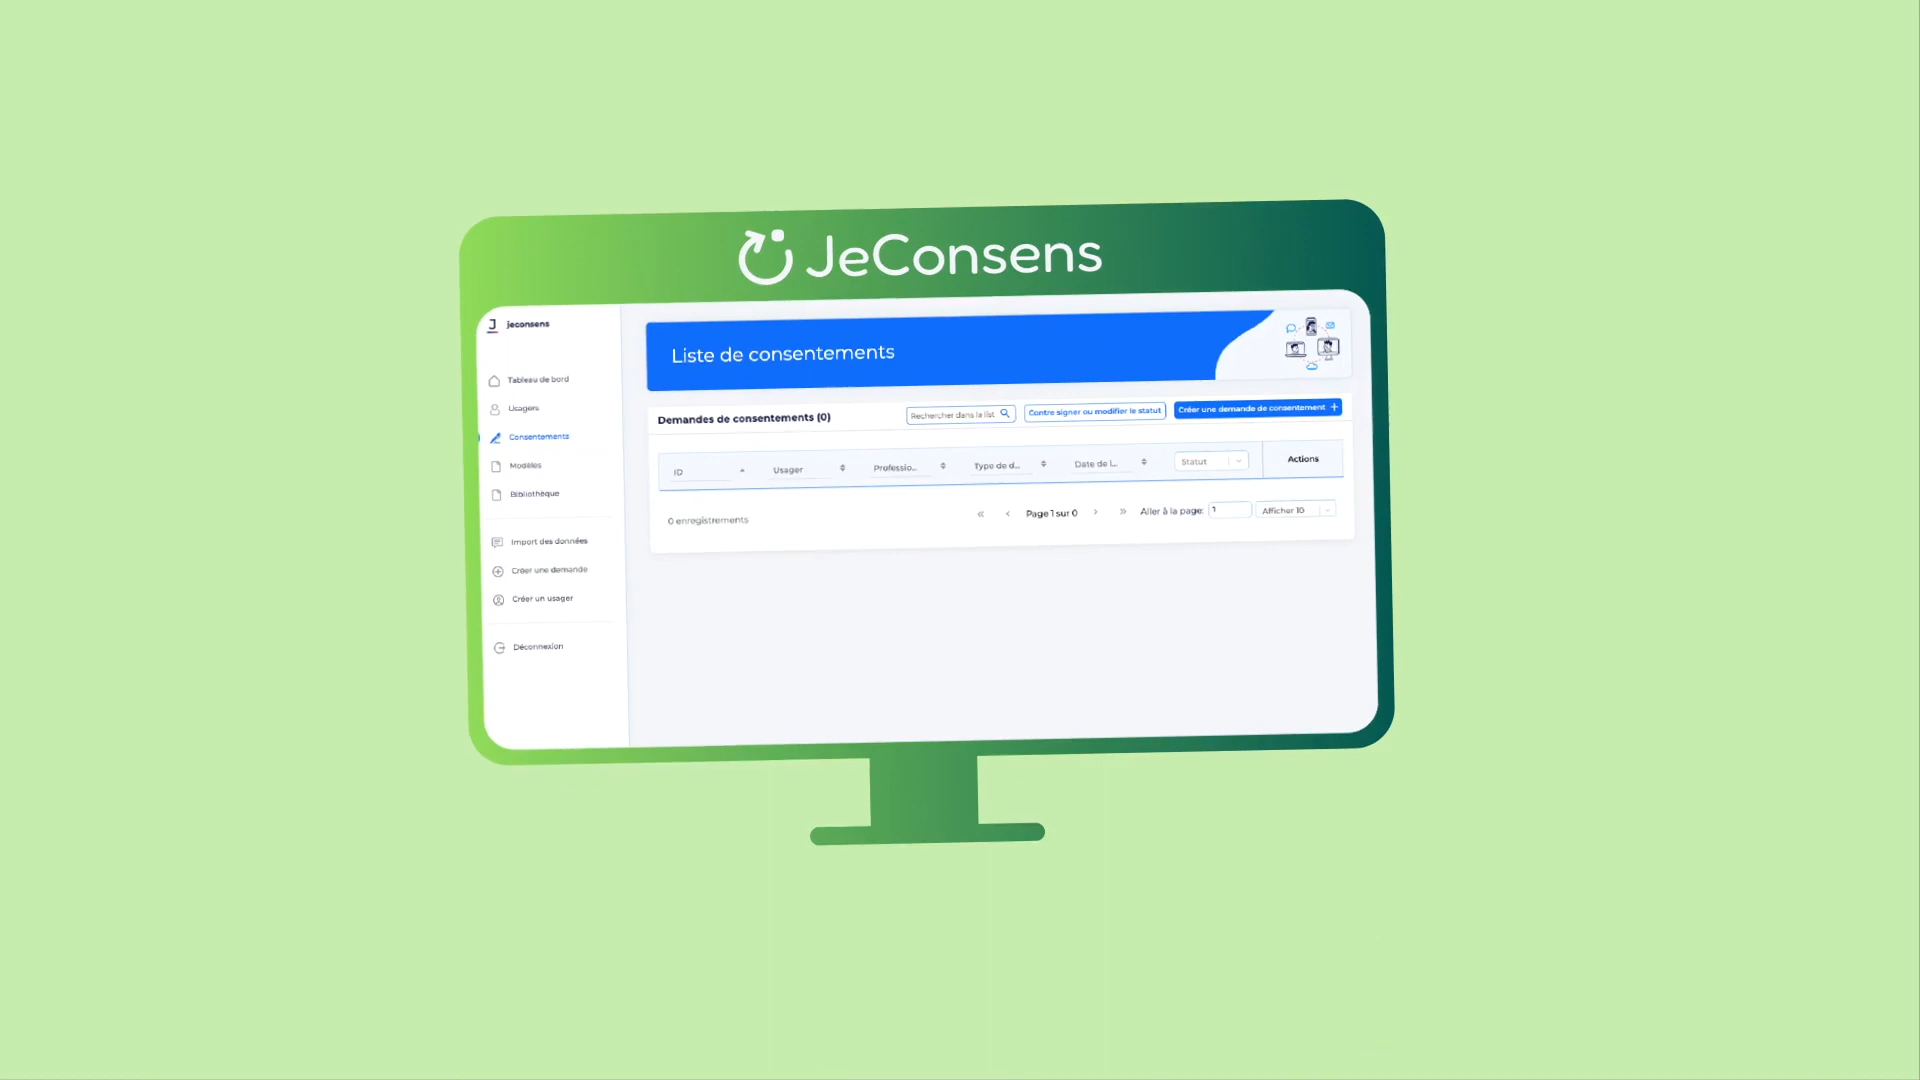 JeConsens
jeconsens
Tableau de bord
Usagers
Consentements
Modèles
Bibliothèque
Import des données
Créer une demande
Créer un usager
Déconnexion
Liste de consentements
Demandes de consentements (0)
Rechercher dans la list
Contre signer ou modifier le statut
Créer une demande de consentement +
ID Usager Professio... Type de d... Date de l... Statut Actions
0 enregistrements
« ‹ Page 1 sur 0 › » Aller à la page: 1 Afficher 10